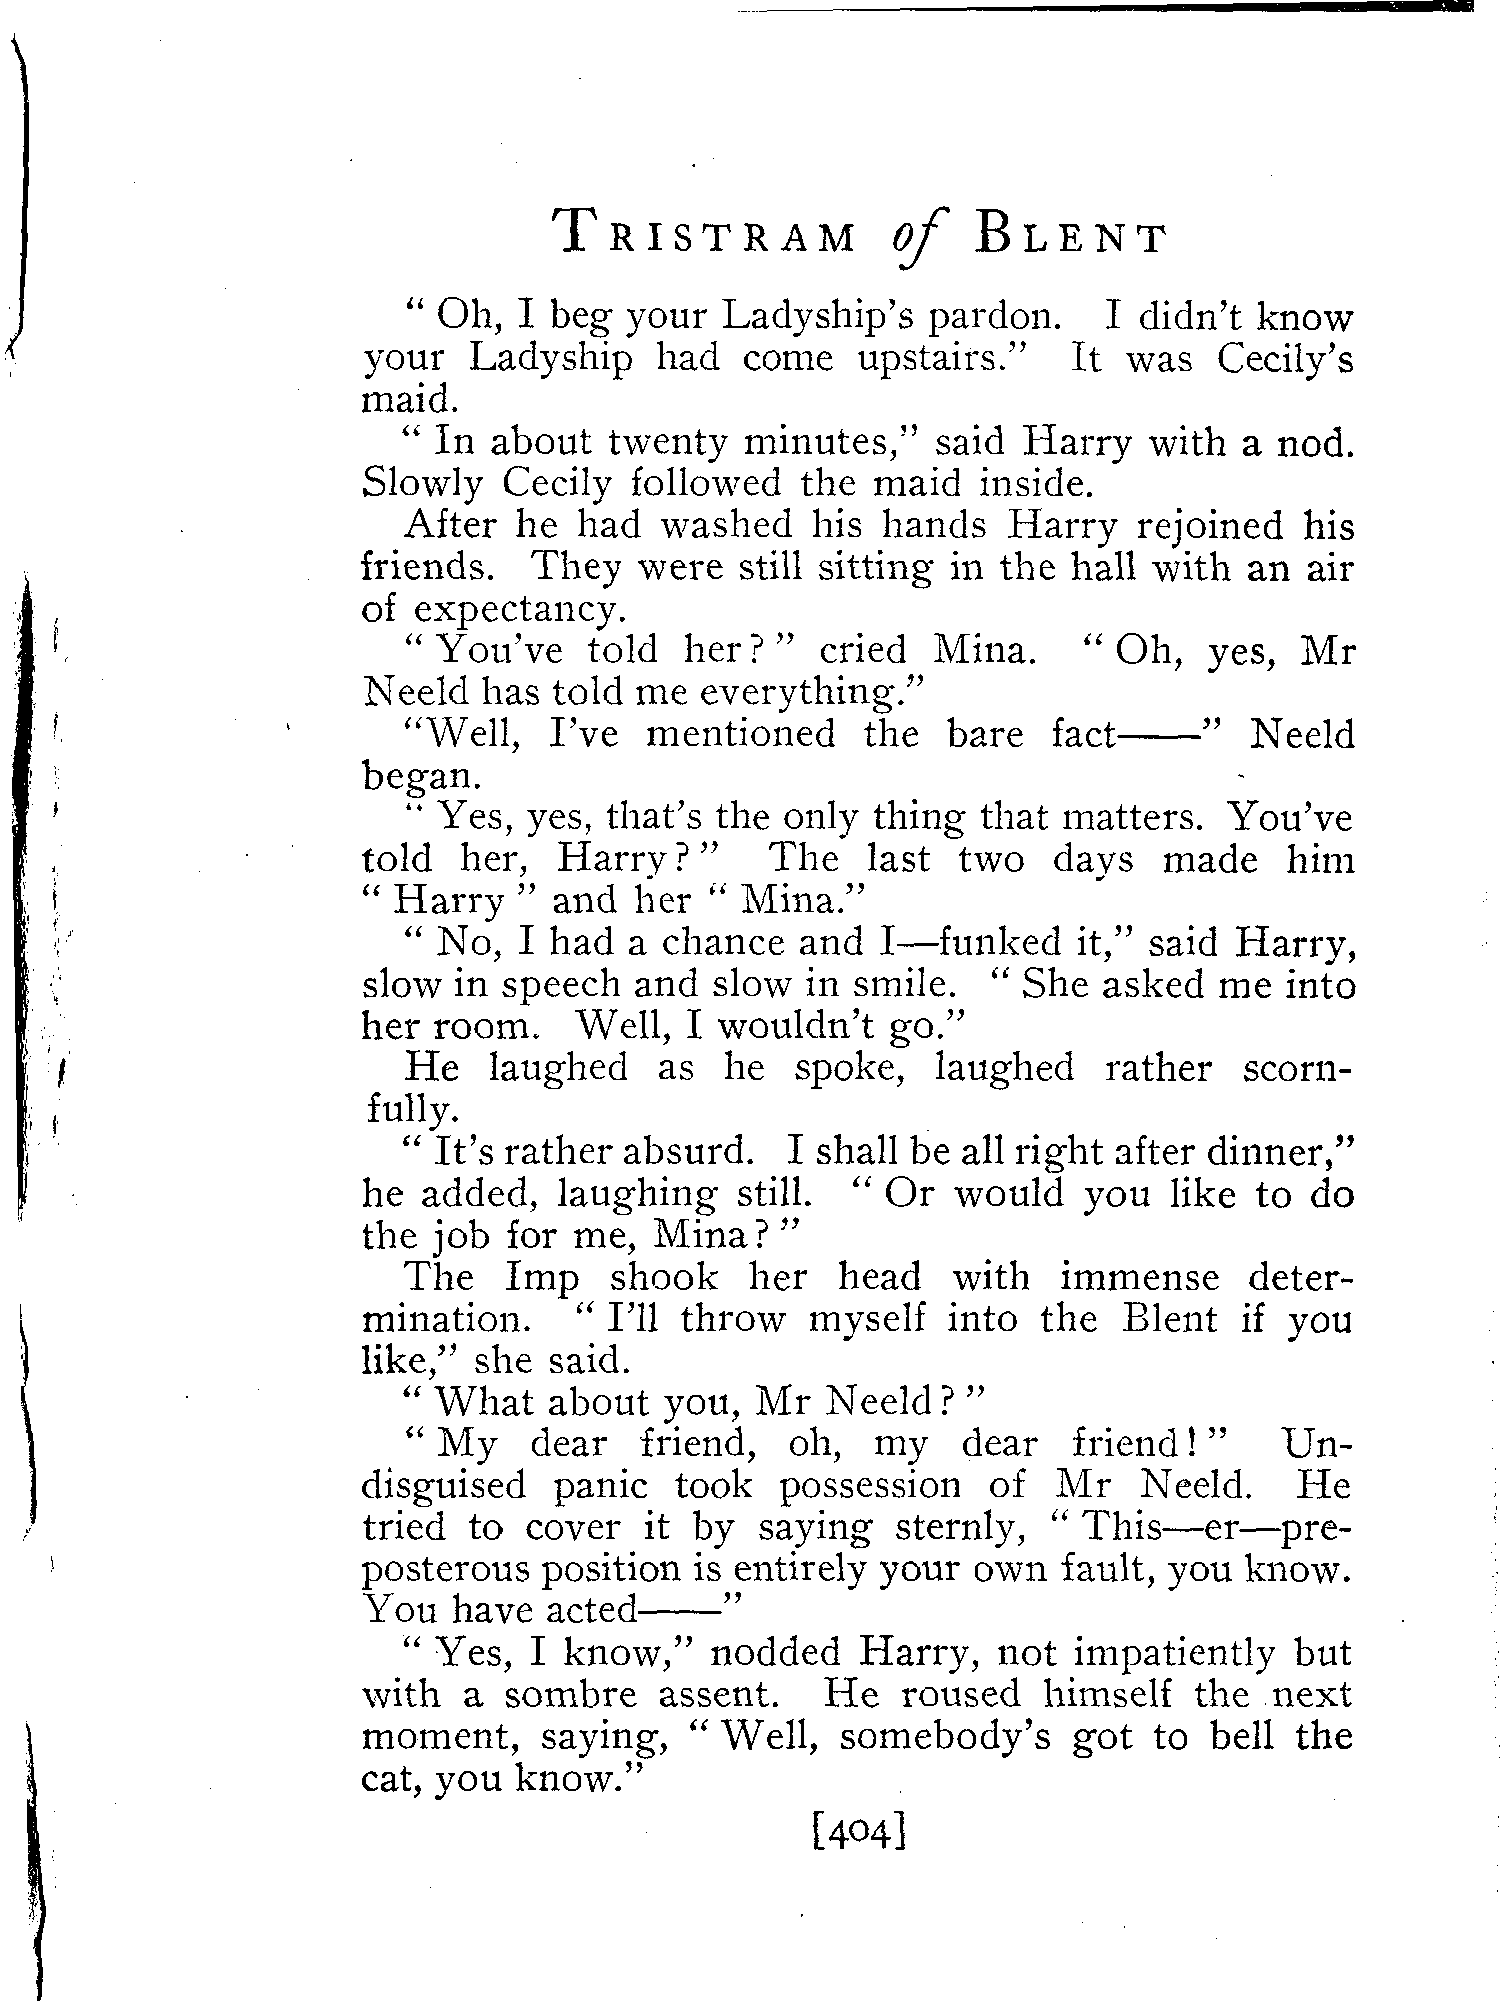 TRISTRAM of BLENT
“ Oh, I beg your Ladyship’s pardon. I didn’t know
your Ladyship had come upstairs.” It was Cecily’s
maid.
“ In about twenty minutes,” said Harry with a nod.
Slowly Cecily followed the maid inside.
After he had washed his hands Harry rejoined his
friends. They were still sitting in the hall with an air
of expectancy.
“ You’ve told her? ” cried Mina. “ Oh, yes, Mr
Neeld has told me everything.”
“Well, I’ve mentioned the bare fact——” Neeld
began.
“ Yes, yes, that’s the only thing that matters. You’ve
told her, Harry? ” The last two days made him
“ Harry ” and her “ Mina.”
“ No, I had a chance and I—funked it,” said Harry,
slow in speech and slow in smile. “ She asked me into
her room. Well, I wouldn’t go.”
He laughed as he spoke, laughed rather scorn-
fully.
“ It’s rather absurd. I shall be all right after dinner,”
he added, laughing still. “ Or would you like to do
the job for me, Mina? ”
The Imp shook her head with immense deter-
mination. “ I’ll throw myself into the Blent if you
like,” she said.
“ What about you, Mr Neeld? ”
“ My dear friend, oh, my dear friend! ” Un-
disguised panic took possession of Mr Neeld. He
tried to cover it by saying sternly, “ This—er—pre-
posterous position is entirely your own fault, you know.
You have acted——”
“ Yes, I know,” nodded Harry, not impatiently but
with a sombre assent. He roused himself the next
moment, saying, “ Well, somebody’s got to bell the
cat, you know.”
[404]